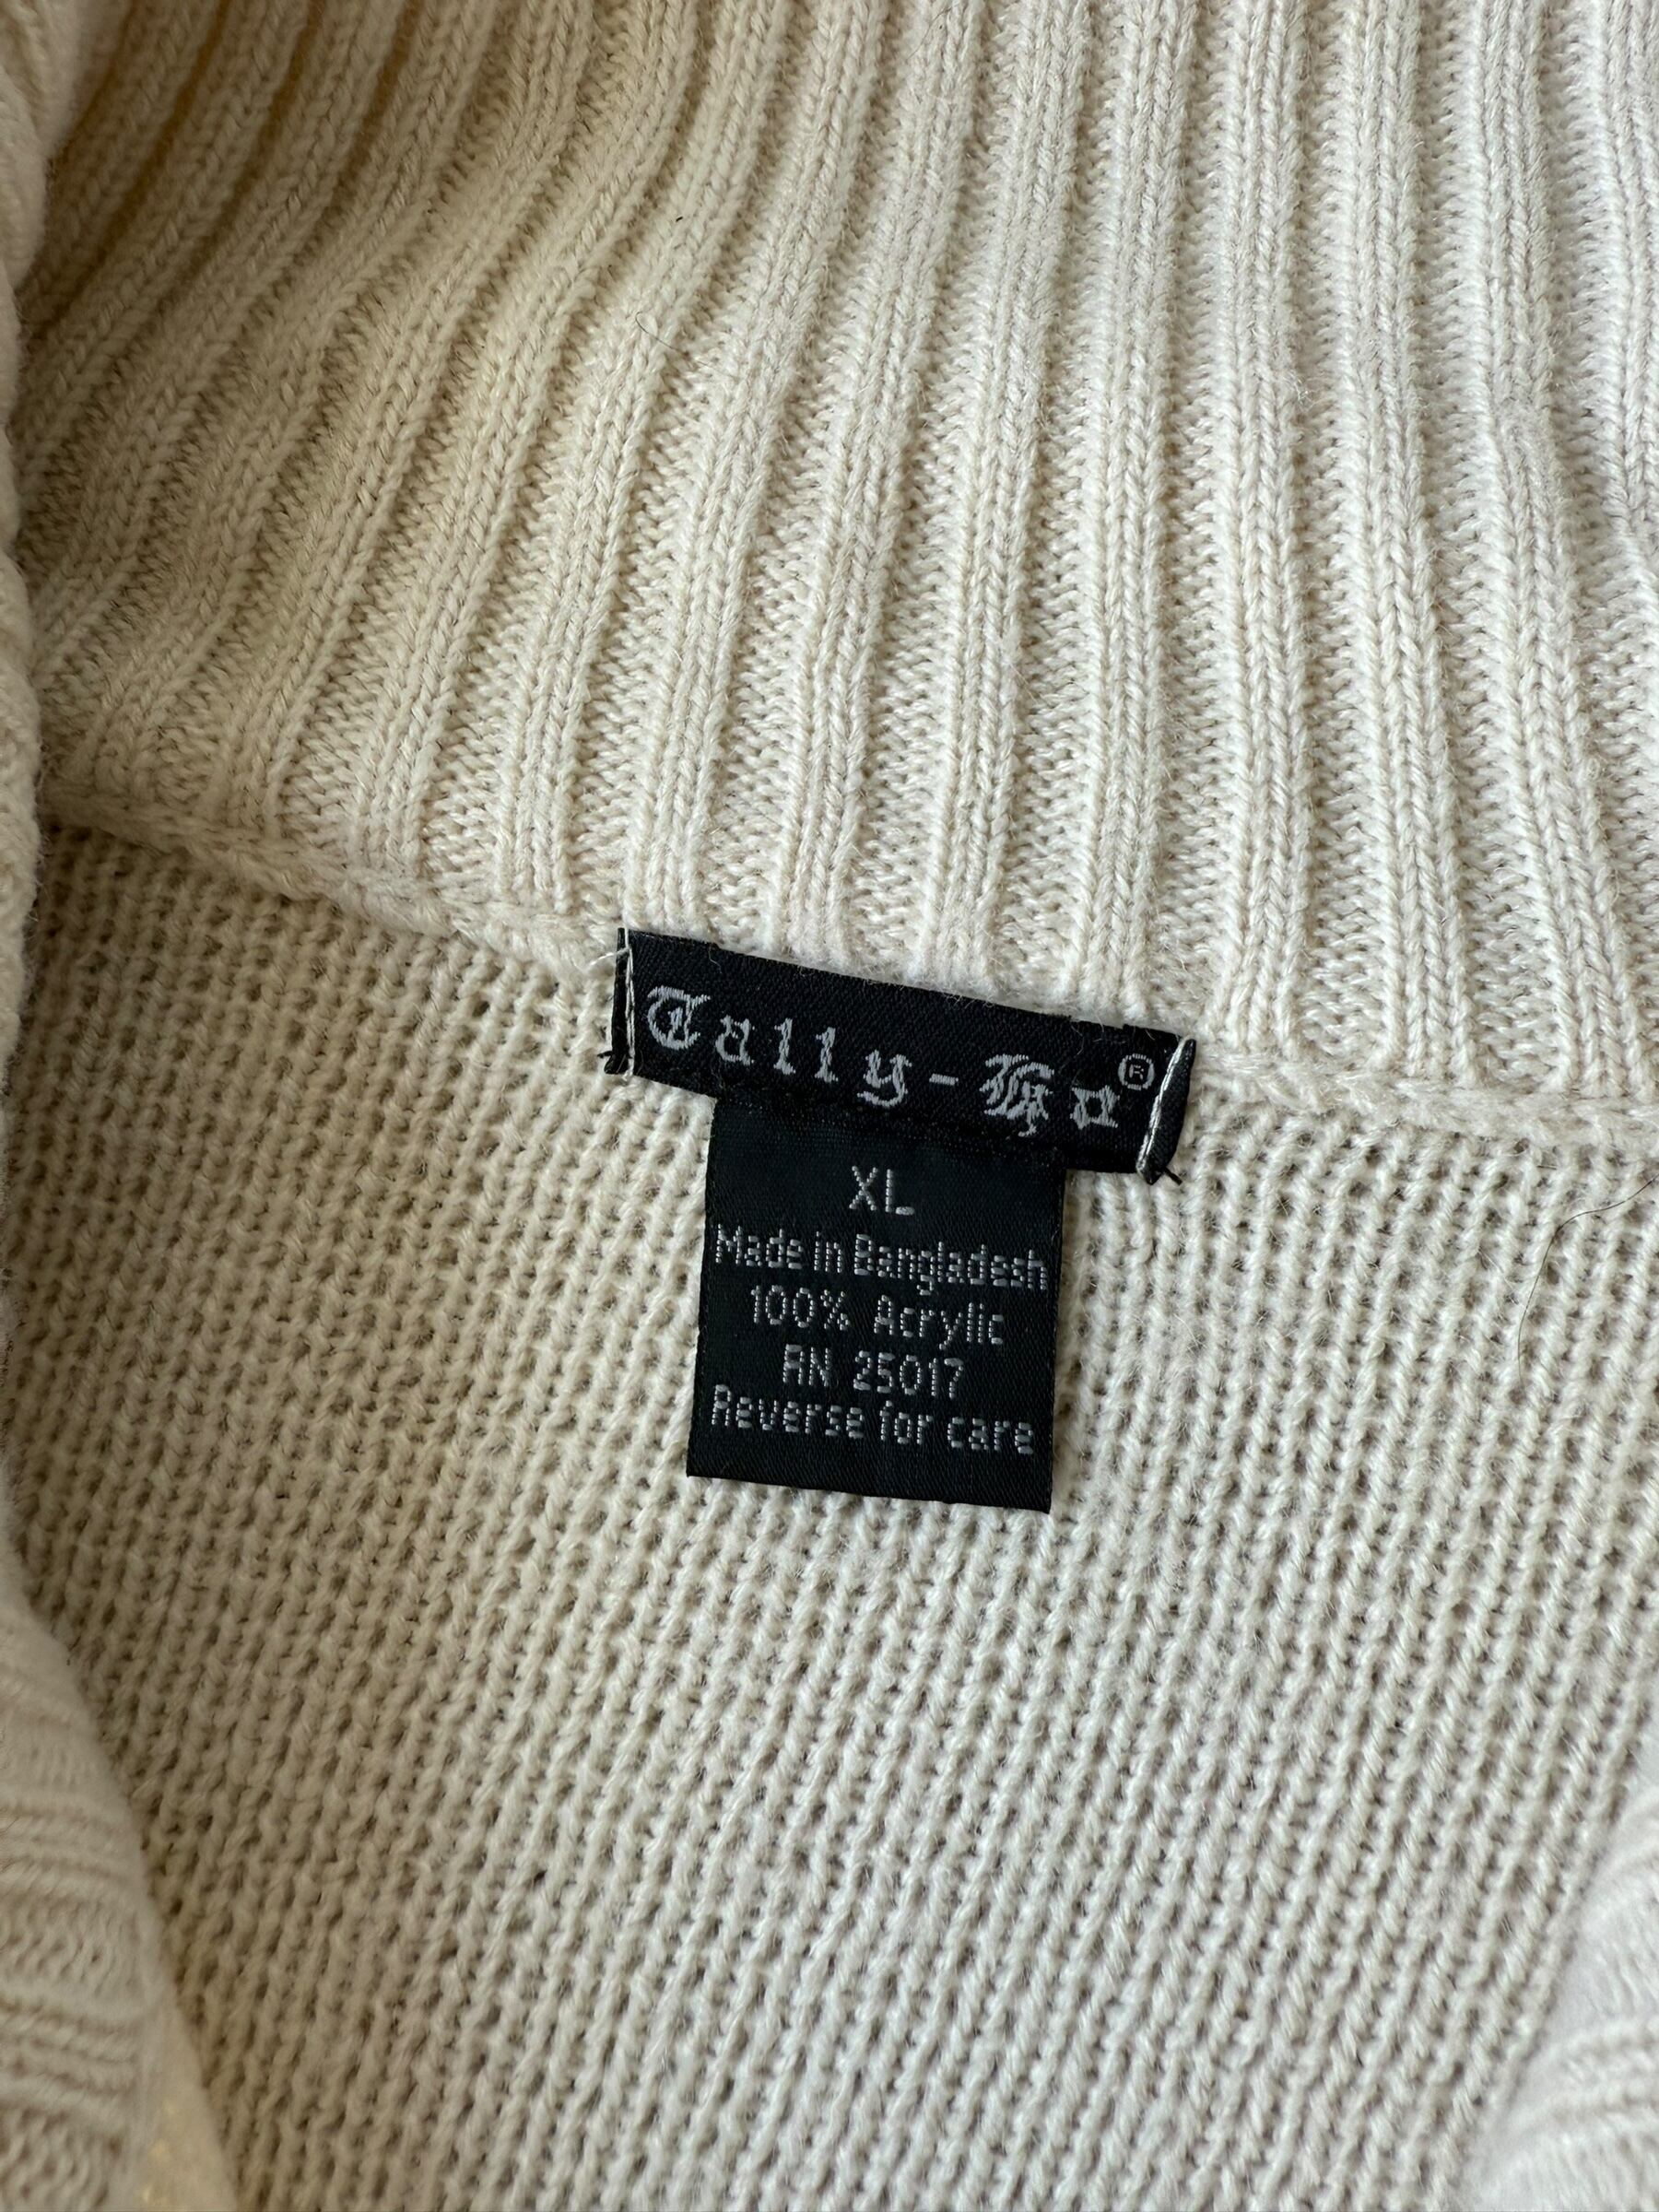 Tally-Ho®
XL
Made in Bangladesh
100% Acrylic
RN 25017
Reverse for care